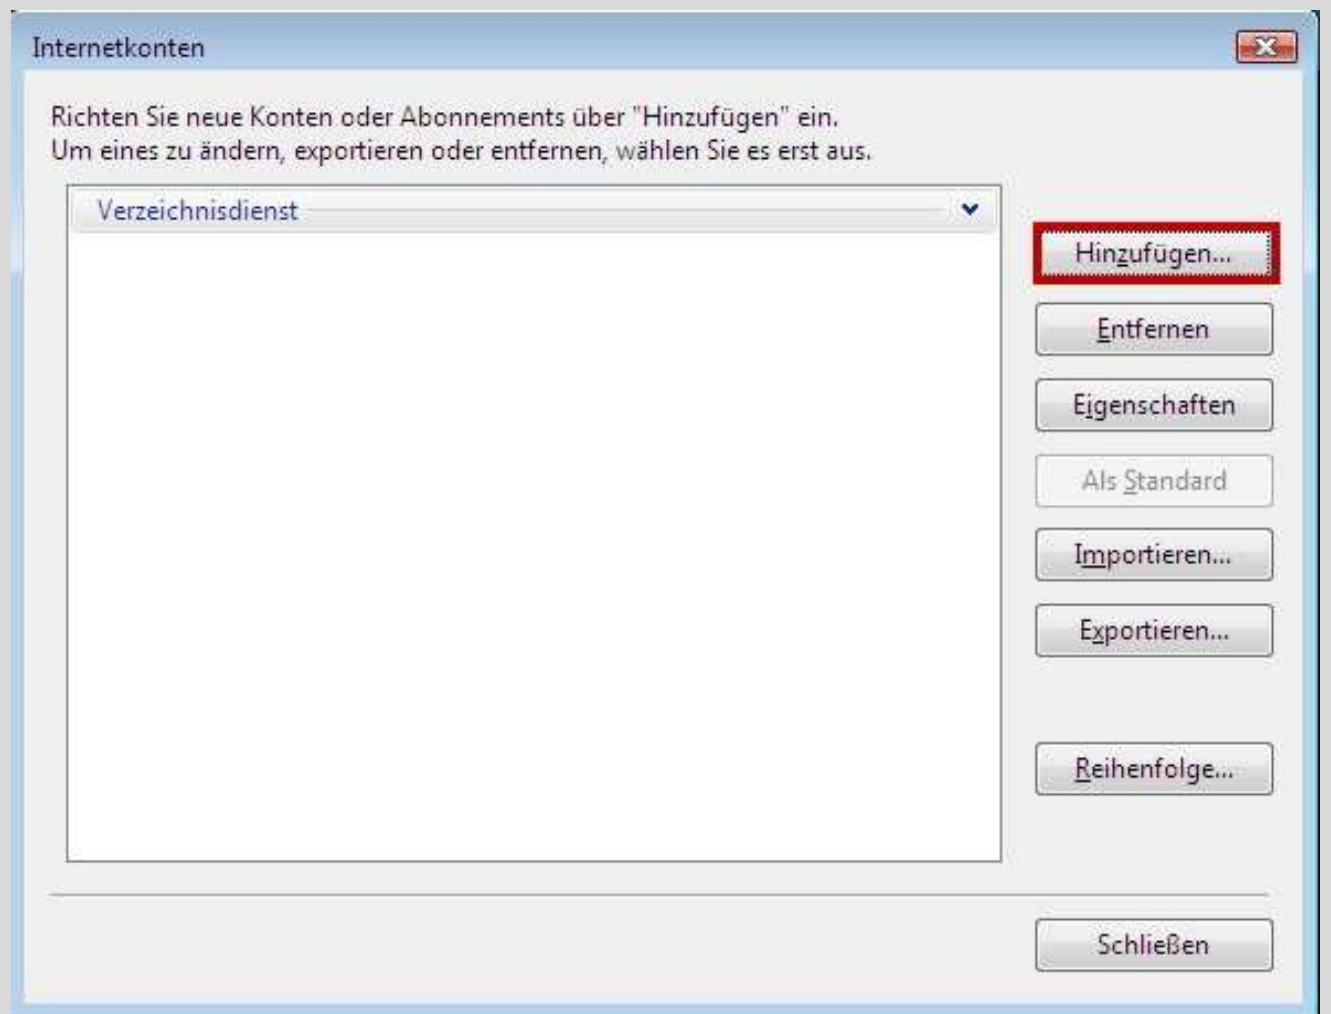 Internetkonten
Richten Sie neue Konten oder Abonnements über "Hinzufügen" ein.
Um eines zu ändern, exportieren oder entfernen, wählen Sie es erst aus.
Verzeichnisdienst
Hinzufügen...
Entfernen
Eigenschaften
Als Standard
Importieren...
Exportieren...
Reihenfolge...
Schließen